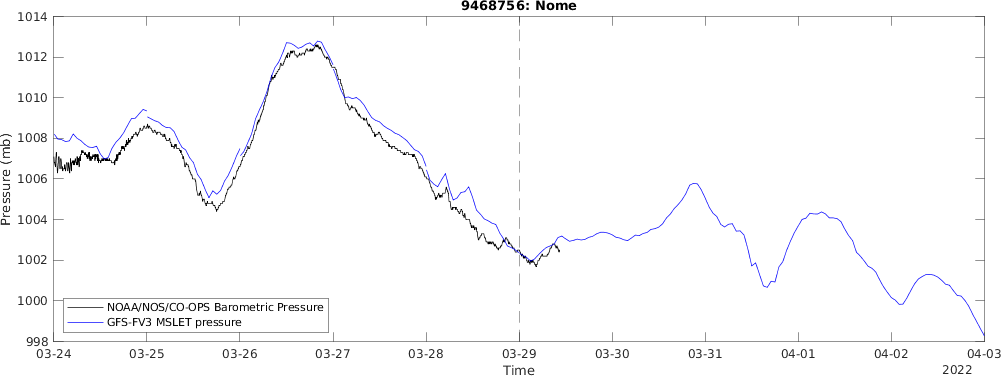 9468756: Nome
1014
1012
1010
1008
1006
1004
1002
1000
998
Pressure (mb)
NOAA/NOS/CO-OPS Barometric Pressure
GFS-FV3 MSLET pressure
03-24 03-25 03-26 03-27 03-28 03-29 03-30 03-31 04-01 04-02 04-03
Time
2022